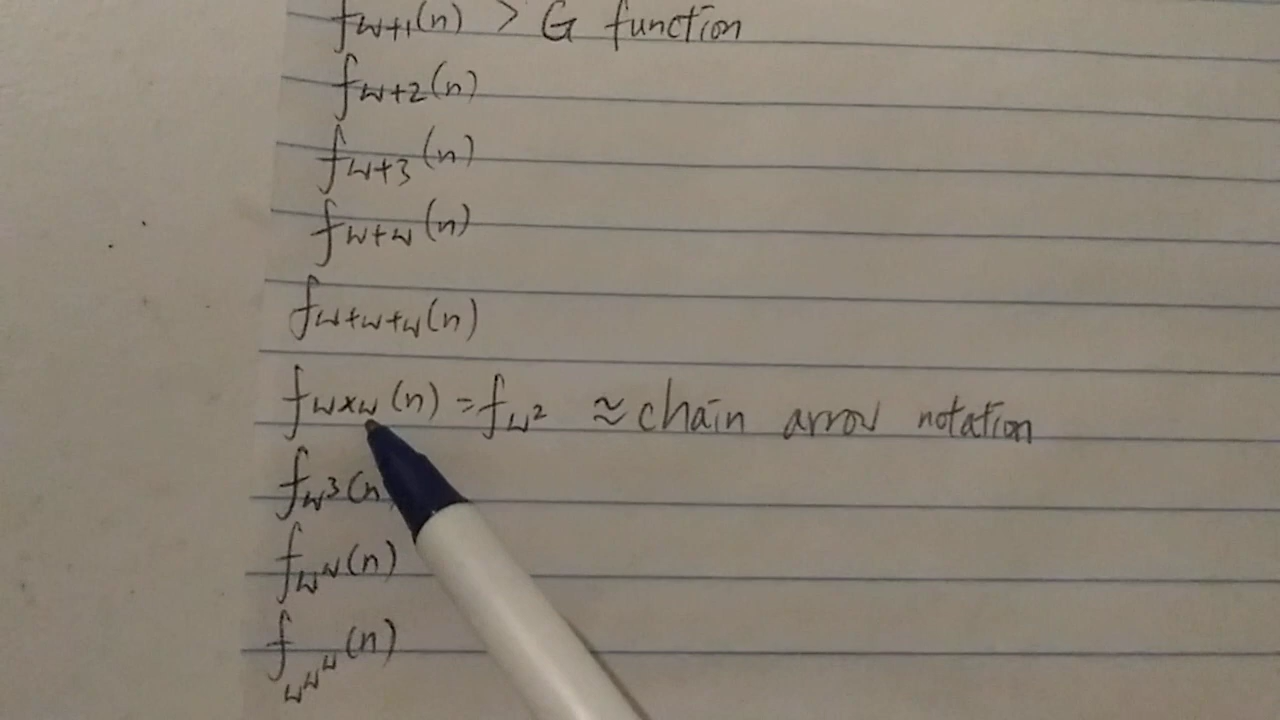 fω+1(n) > G function
fω+2(n)
fω+3(n)
fω+ω(n)
fω+ω+ω(n)
fω×ω(n) = fω² ≈ chain arrow notation
fω³(n
fω^ω(n)
fω^ω^ω(n)